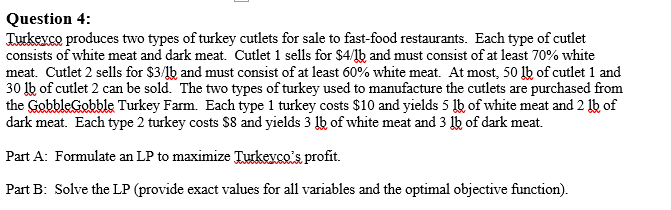 Question 4:
Turkeyco produces two types of turkey cutlets for sale to fast-food restaurants. Each type of cutlet
consists of white meat and dark meat. Cutlet 1 sells for $4/lb and must consist of at least 70% white
meat. Cutlet 2 sells for $3/lb and must consist of at least 60% white meat. At most, 50 lb of cutlet 1 and
30 lb of cutlet 2 can be sold. The two types of turkey used to manufacture the cutlets are purchased from
the GobbleGobble Turkey Farm. Each type 1 turkey costs $10 and yields 5 lb of white meat and 2 lb of
dark meat. Each type 2 turkey costs $8 and yields 3 lb of white meat and 3 lb of dark meat.
Part A: Formulate an LP to maximize Turkeyco's profit.
Part B: Solve the LP (provide exact values for all variables and the optimal objective function).